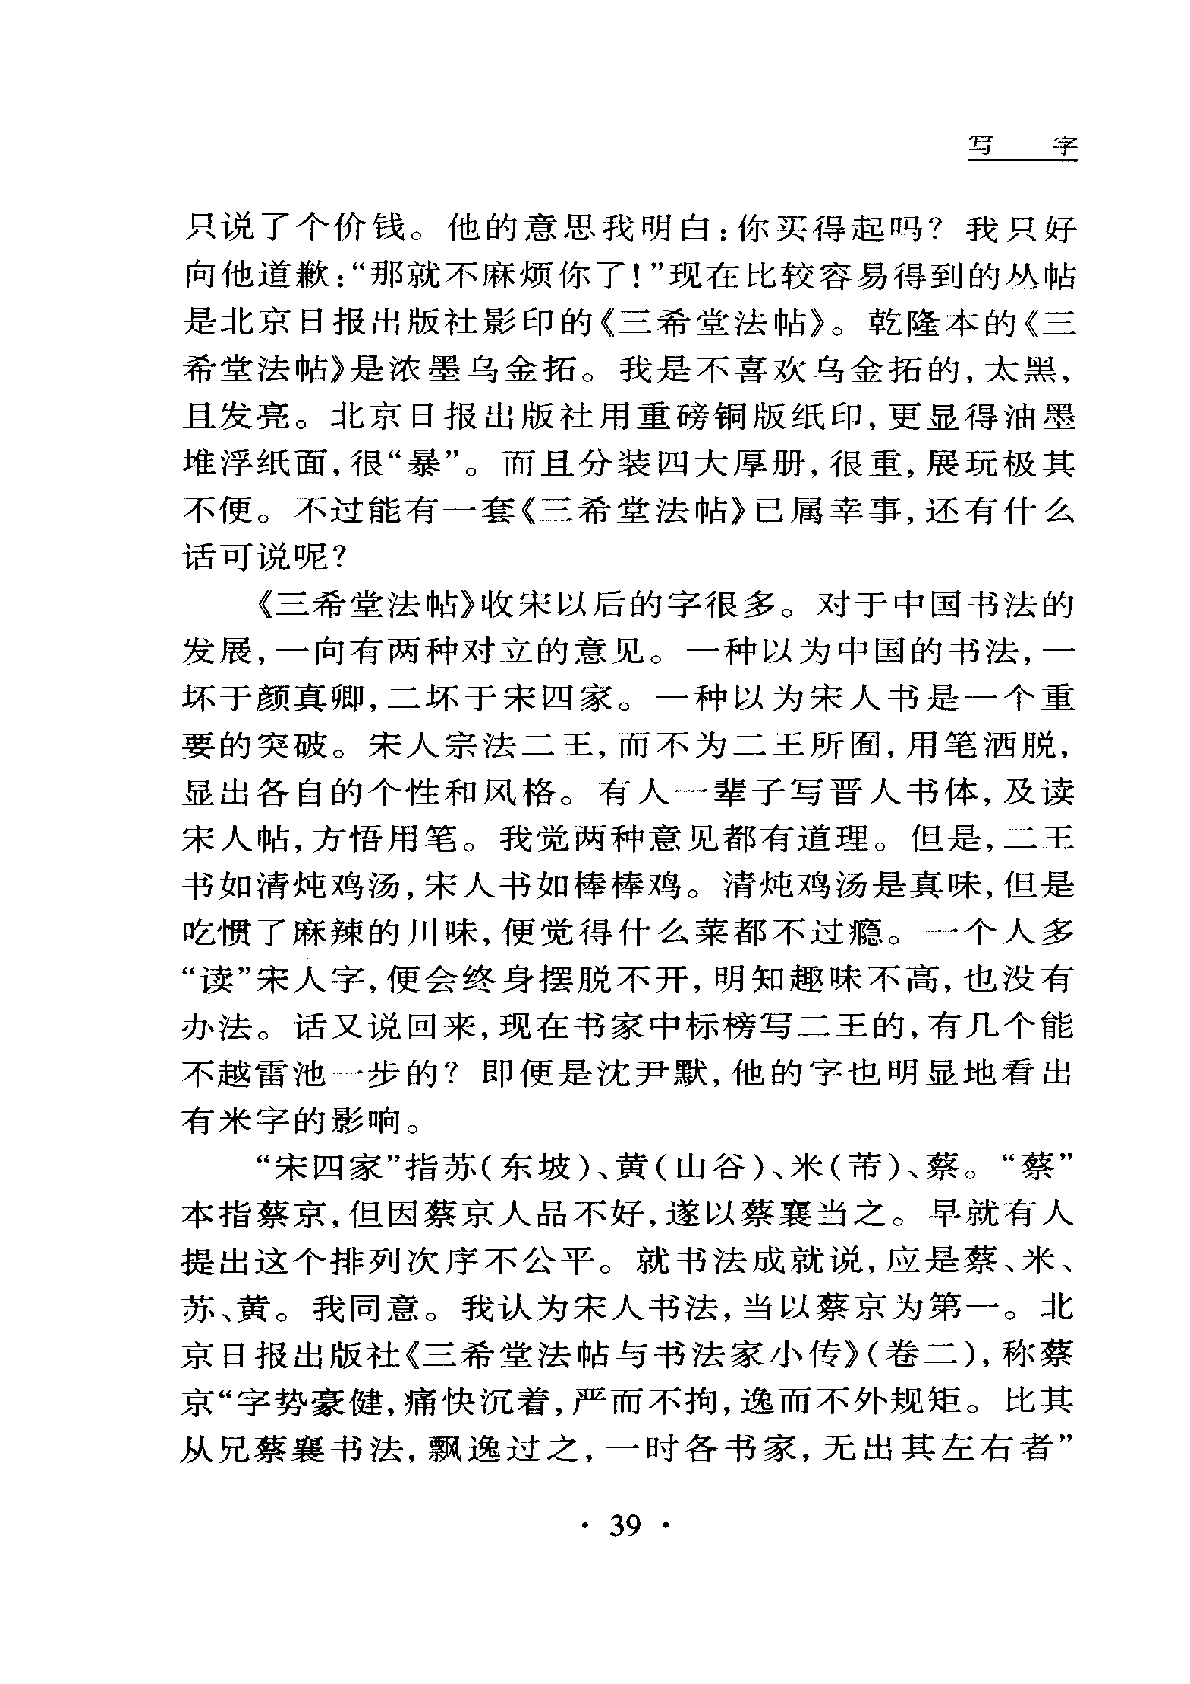 写　　字
只说了个价钱。他的意思我明白：你买得起吗？我只好
向他道歉：“那就不麻烦你了！”现在比较容易得到的丛帖
是北京日报出版社影印的《三希堂法帖》。乾隆本的《三
希堂法帖》是浓墨乌金拓。我是不喜欢乌金拓的，太黑，
且发亮。北京日报出版社用重磅铜版纸印，更显得油墨
堆浮纸面，很“暴”。而且分装四大厚册，很重，展玩极其
不便。不过能有一套《三希堂法帖》已属幸事，还有什么
话可说呢？
《三希堂法帖》收宋以后的字很多。对于中国书法的
发展，一向有两种对立的意见。一种以为中国的书法，一
坏于颜真卿，二坏于宋四家。一种以为宋人书是一个重
要的突破。宋人宗法二王，而不为二王所囿，用笔洒脱，
显出各自的个性和风格。有人一辈子写晋人书体，及读
宋人帖，方悟用笔。我觉两种意见都有道理。但是，二王
书如清炖鸡汤，宋人书如棒棒鸡。清炖鸡汤是真味，但是
吃惯了麻辣的川味，便觉得什么菜都不过瘾。一个人多
“读”宋人字，便会终身摆脱不开，明知趣味不高，也没有
办法。话又说回来，现在书家中标榜写二王的，有几个能
不越雷池一步的？即便是沈尹默，他的字也明显地看出
有米字的影响。
“宋四家”指苏（东坡）、黄（山谷）、米（芾）、蔡。“蔡”
本指蔡京，但因蔡京人品不好，遂以蔡襄当之。早就有人
提出这个排列次序不公平。就书法成就说，应是蔡、米、
苏、黄。我同意。我认为宋人书法，当以蔡京为第一。北
京日报出版社《三希堂法帖与书法家小传》（卷二），称蔡
京“字势豪健，痛快沉着，严而不拘，逸而不外规矩。比其
从兄蔡襄书法，飘逸过之，一时各书家，无出其左右者”
· 39 ·